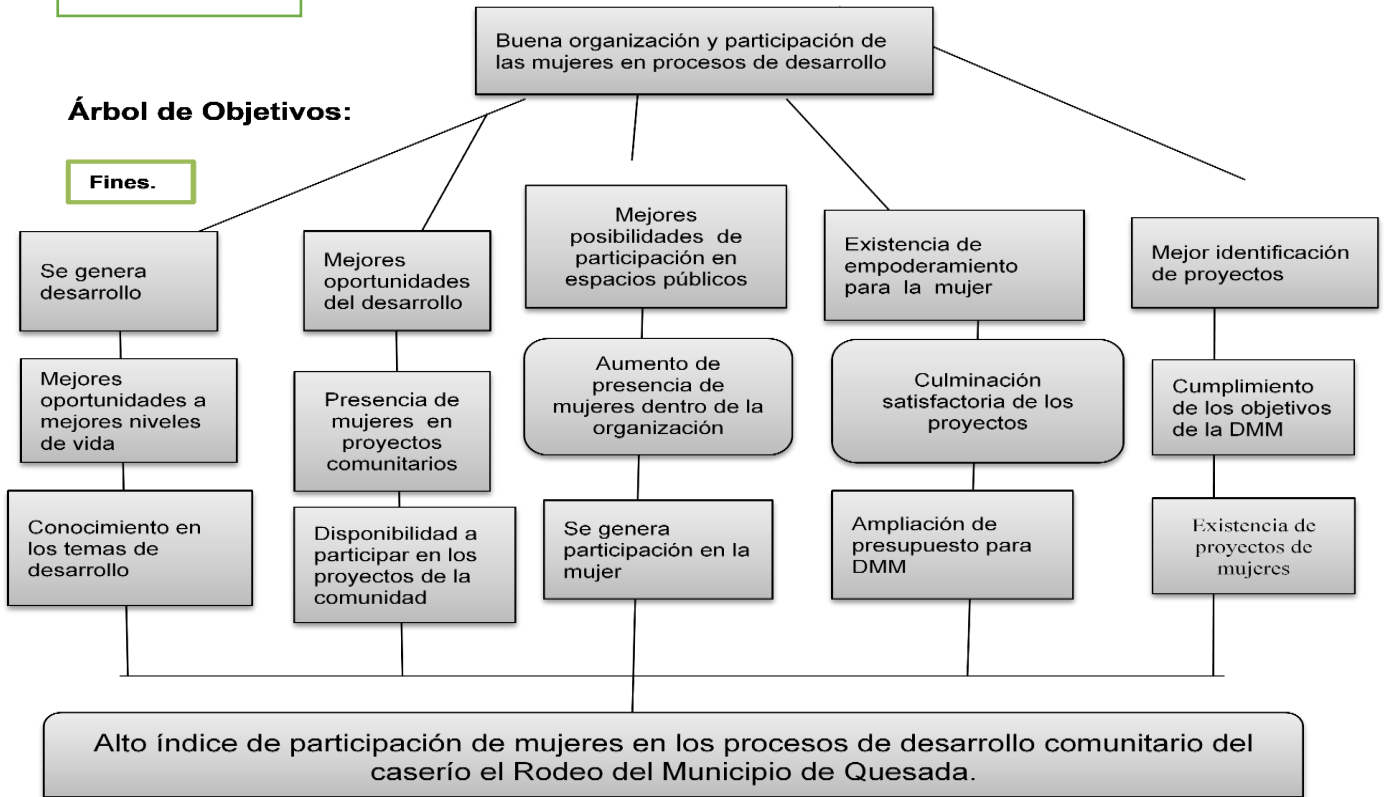 Buena organización y participación de
las mujeres en procesos de desarrollo
Árbol de Objetivos:
Fines.
Se genera
desarrollo
Mejores
oportunidades
del desarrollo
Mejores
posibilidades de
participación en
espacios públicos
Existencia de
empoderamiento
para la mujer
Mejor identificación
de proyectos
Mejores
oportunidades a
mejores niveles
de vida
Presencia de
mujeres en
proyectos
comunitarios
Aumento de
presencia de
mujeres dentro de la
organización
Culminación
satisfactoria de los
proyectos
Cumplimiento
de los objetivos
de la DMM
Conocimiento en
los temas de
desarrollo
Disponibilidad a
participar en los
proyectos de la
comunidad
Se genera
participación en la
mujer
Ampliación de
presupuesto para
DMM
Existencia de
proyectos de
mujeres
Alto índice de participación de mujeres en los procesos de desarrollo comunitario del
caserío el Rodeo del Municipio de Quesada.